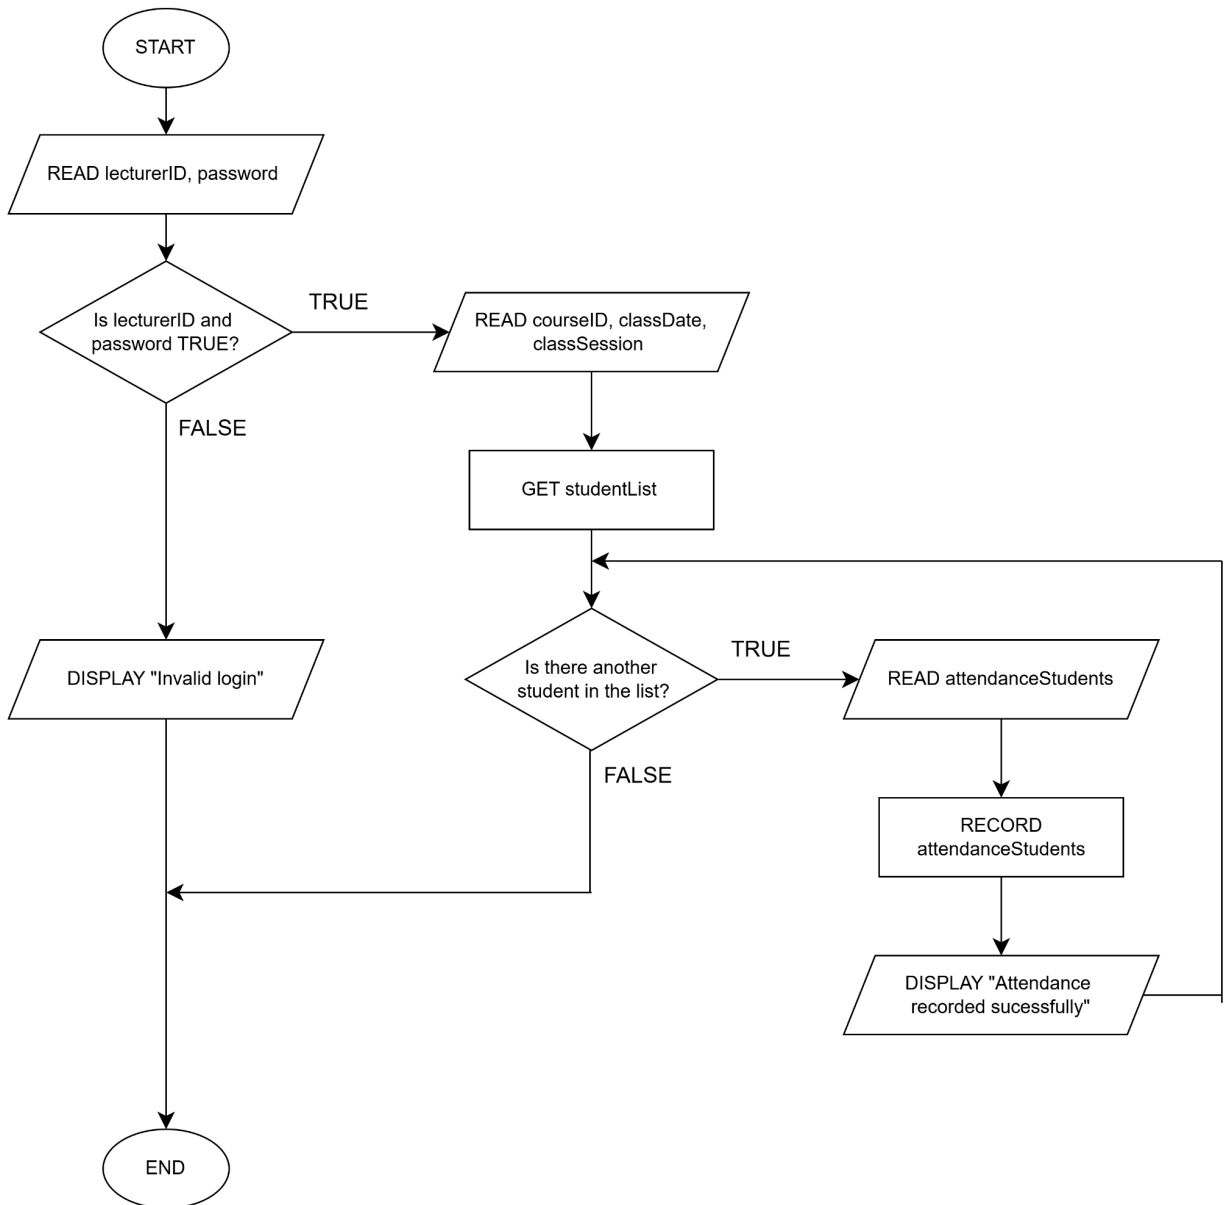 START
READ lecturerID, password
Is lecturerID and
password TRUE?
TRUE
READ courseID, classDate,
classSession
FALSE
GET studentList
DISPLAY "Invalid login"
Is there another
student in the list?
TRUE
READ attendanceStudents
FALSE
RECORD
attendanceStudents
DISPLAY "Attendance
recorded sucessfully"
END